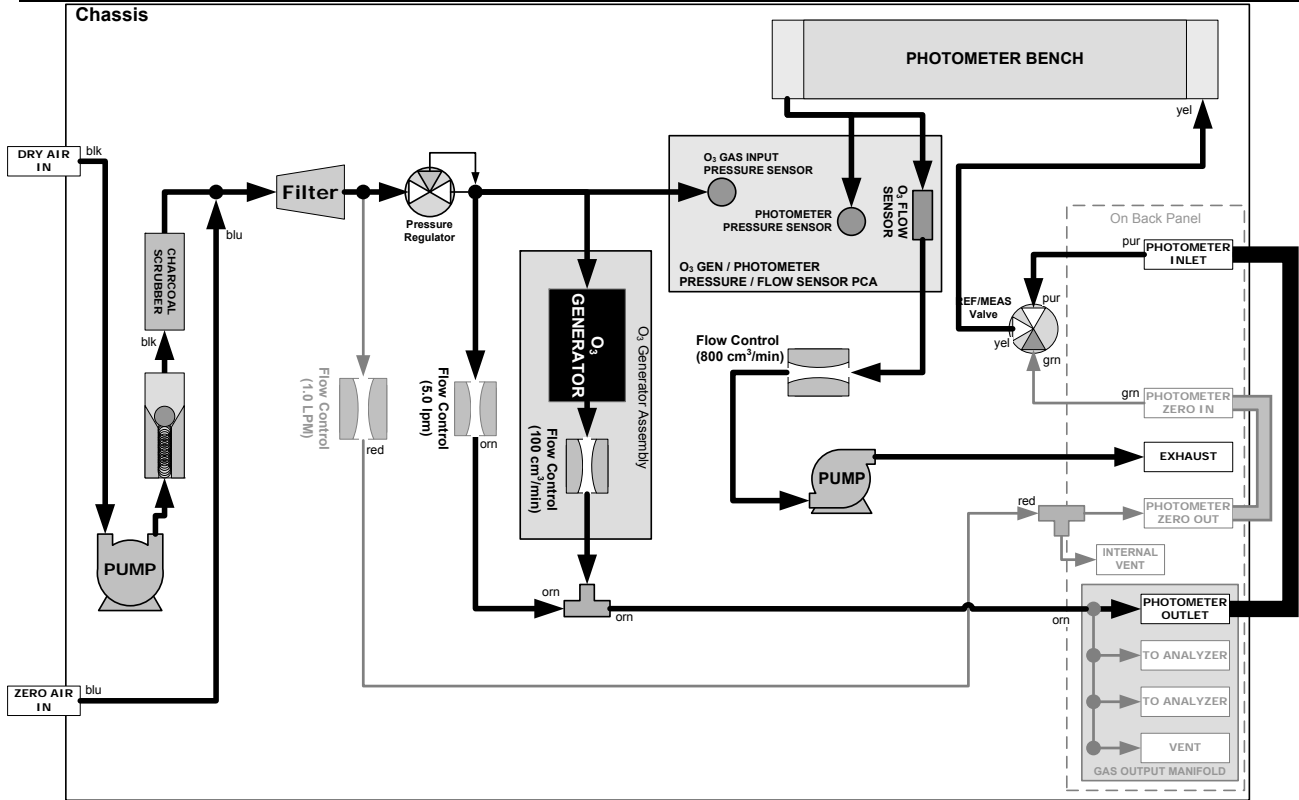 Chassis
PHOTOMETER BENCH
yel
DRY AIR
IN
blk
O₃ GAS INPUT
PRESSURE SENSOR
Filter
Pressure
Regulator
PHOTOMETER
PRESSURE SENSOR
O₃ FLOW
SENSOR
O₃ GEN / PHOTOMETER
PRESSURE / FLOW SENSOR PCA
blu
CHARCOAL
SCRUBBER
blk
On Back Panel
pur
PHOTOMETER
INLET
pur
REF/MEAS
Valve
yel
grn
O₃
GENERATOR
O₃ Generator Assembly
Flow Control
(800 cm³/min)
Flow Control
(1.0 LPM)
red
Flow Control
(5.0 lpm)
orn
Flow Control
(100 cm³/min)
grn
PHOTOMETER
ZERO IN
EXHAUST
PUMP
red
PHOTOMETER
ZERO OUT
INTERNAL
VENT
PUMP
orn
orn
orn
PHOTOMETER
OUTLET
TO ANALYZER
TO ANALYZER
VENT
GAS OUTPUT MANIFOLD
ZERO AIR
IN
blu